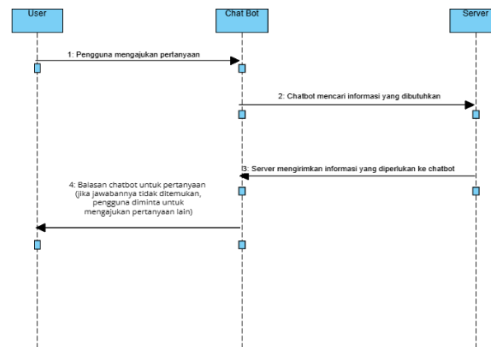 User
Chat Bot
Server
1: Pengguna mengajukan pertanyaan
2: Chatbot mencari informasi yang dibutuhkan
3: Server mengirimkan informasi yang diperlukan ke chatbot
4: Balasan chatbot untuk pertanyaan
(jika jawabannya tidak ditemukan,
pengguna diminta untuk
mengajukan pertanyaan lain)